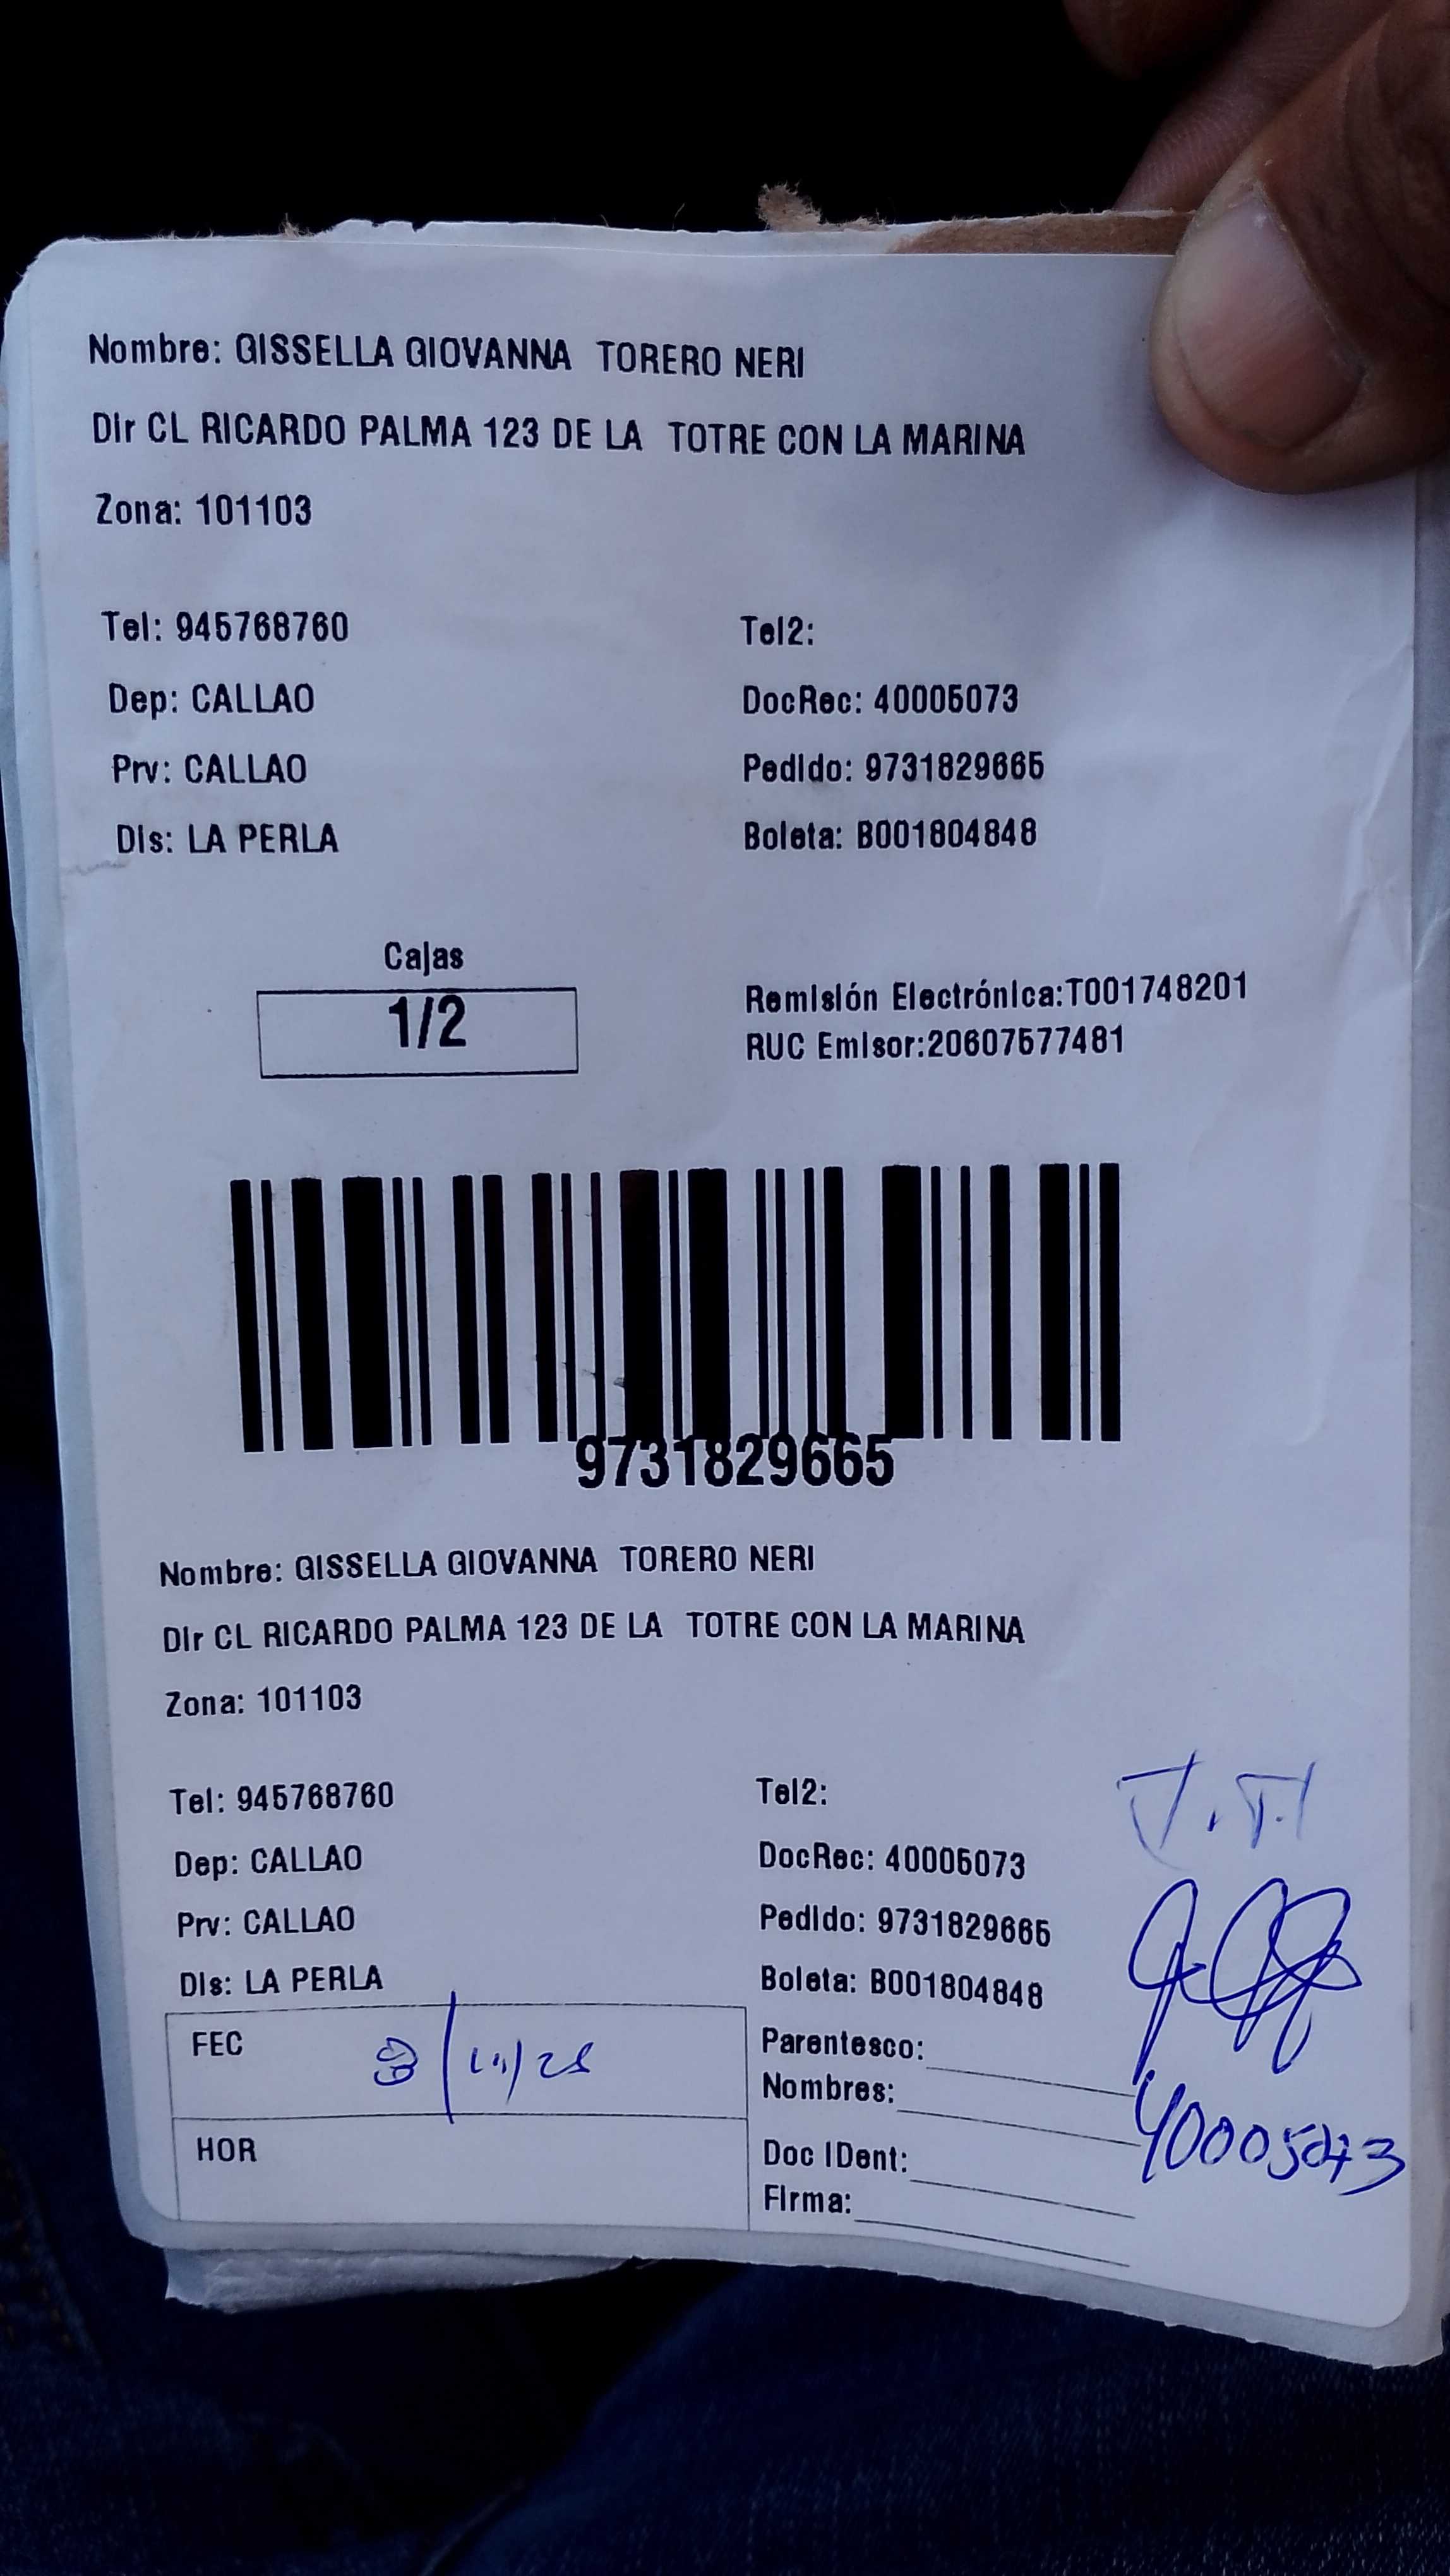 Nombre: GISSELLA GIOVANNA TORERO NERI
Dir CL RICARDO PALMA 123 DE LA TOTRE CON LA MARINA
Zona: 101103
Tel: 945768760 Tel2:
Dep: CALLAO DocRec: 40005073
Prv: CALLAO Pedido: 9731829665
Dis: LA PERLA Boleta: B001804848
Cajas
1/2
Remisión Electrónica:T001748201
RUC Emisor:20607577481
9731829665
Nombre: GISSELLA GIOVANNA TORERO NERI
Dir CL RICARDO PALMA 123 DE LA TOTRE CON LA MARINA
Zona: 101103
Tel: 945768760 Tel2:
Dep: CALLAO DocRec: 40005073
Prv: CALLAO Pedido: 9731829665
Dis: LA PERLA Boleta: B001804848
FEC
HOR
Parentesco:
Nombres:
Doc IDent:
Firma:
40005073